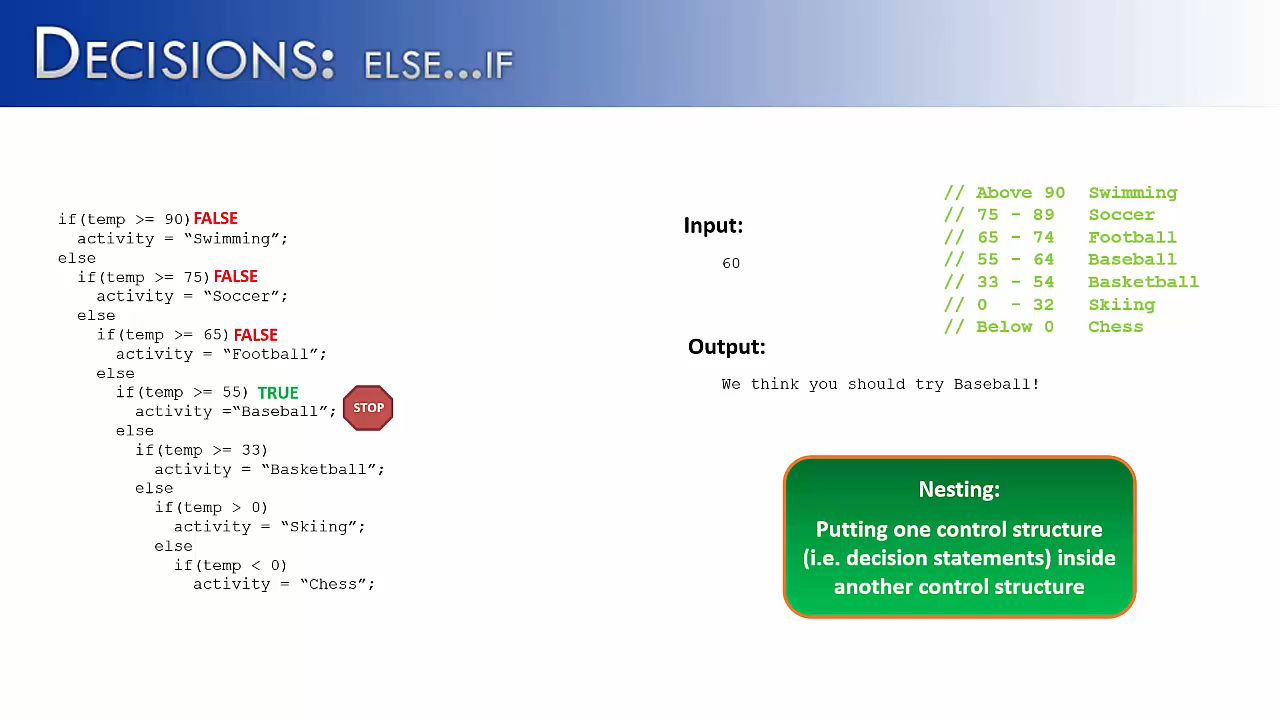 DECISIONS: ELSE...IF
if(temp >= 90) FALSE
activity = “Swimming”;
else
if(temp >= 75) FALSE
activity = “Soccer”;
else
if(temp >= 65) FALSE
activity = “Football”;
else
if(temp >= 55) TRUE
activity =“Baseball”; STOP
else
if(temp >= 33)
activity = “Basketball”;
else
if(temp > 0)
activity = “Skiing”;
else
if(temp < 0)
activity = “Chess”;
Input:
60
Output:
We think you should try Baseball!
// Above 90 Swimming
// 75 - 89 Soccer
// 65 - 74 Football
// 55 - 64 Baseball
// 33 - 54 Basketball
// 0 - 32 Skiing
// Below 0 Chess
Nesting:
Putting one control structure
(i.e. decision statements) inside
another control structure